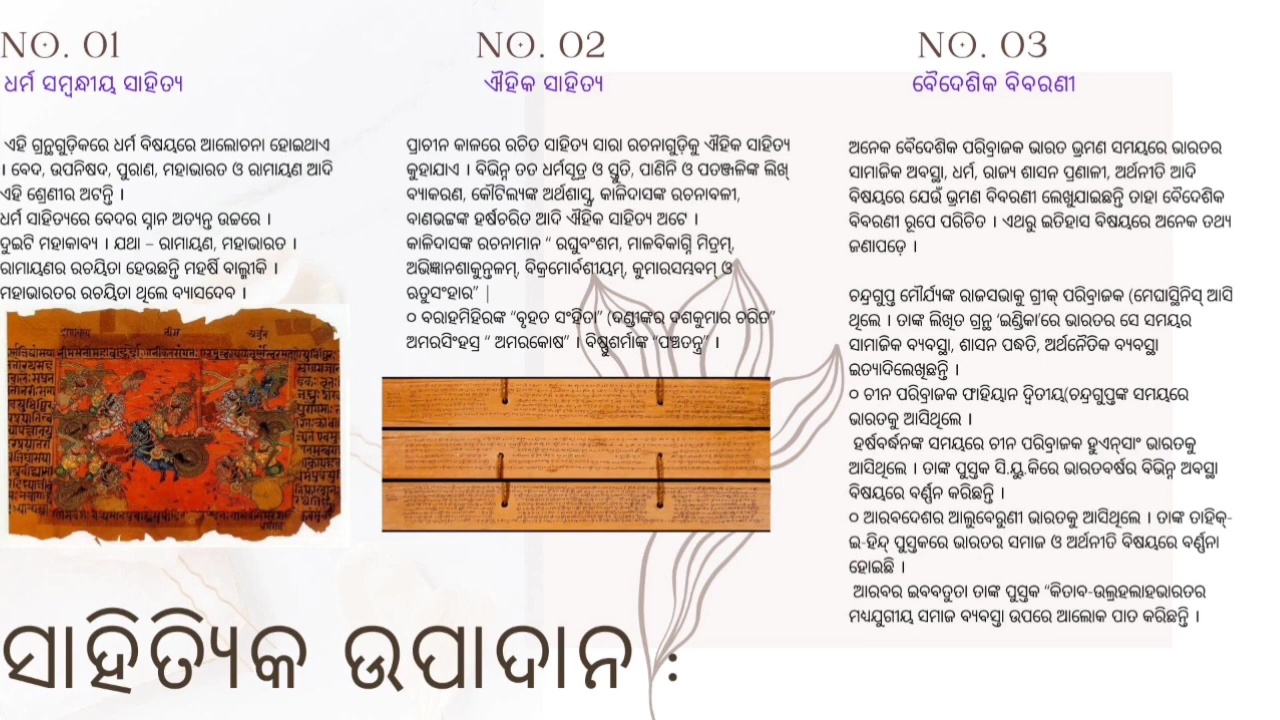 NO. 01
ଧର୍ମ ସମ୍ବନ୍ଧୀୟ ସାହିତ୍ୟ
ଏହି ଗ୍ରନ୍ଥଗୁଡ଼ିକରେ ଧର୍ମ ବିଷୟରେ ଆଲୋଚନା ହୋଇଥାଏ
। ବେଦ, ଉପନିଷଦ, ପୁରାଣ, ମହାଭାରତ ଓ ରାମାୟଣ ଆଦି
ଏହି ଶ୍ରେଣୀର ଅଟନ୍ତି ।
ଧର୍ମ ସାହିତ୍ୟରେ ବେଦର ସ୍ଥାନ ଅତ୍ୟନ୍ତ ଉଚ୍ଚରେ ।
ଦୁଇଟି ମହାକାବ୍ୟ । ଯଥା – ରାମାୟଣ, ମହାଭାରତ ।
ରାମାୟଣର ରଚୟିତା ହେଉଛନ୍ତି ମହର୍ଷି ବାଲ୍ମୀକି ।
ମହାଭାରତର ରଚୟିତା ଥିଲେ ବ୍ୟାସଦେବ ।
NO. 02
ଐହିକ ସାହିତ୍ୟ
ପ୍ରାଚୀନ କାଳରେ ରଚିତ ସାହିତ୍ୟ ସାରା ରଚନାଗୁଡ଼ିକୁ ଐହିକ ସାହିତ୍ୟ
କୁହାଯାଏ । ବିଭିନ୍ନ ତତ ଧର୍ମସୂତ୍ର ଓ ସ୍ମୃତି, ପାଣିନି ଓ ପତଞ୍ଜଳିଙ୍କ ଲିଖି
ବ୍ୟାକରଣ, କୌଟିଲ୍ୟଙ୍କ ଅର୍ଥଶାସ୍ତ୍ର, କାଳିଦାସଙ୍କ ରଚନାବଳୀ,
ବାଣଭଟ୍ଟଙ୍କ ହର୍ଷଚରିତ ଆଦି ଐହିକ ସାହିତ୍ୟ ଅଟେ ।
କାଳିଦାସଙ୍କ ରଚନାମାନ “ ରଘୁବଂଶମ, ମାଳବିକାଗ୍ନି ମିତ୍ରମ୍,
ଅଭିଜ୍ଞାନଶାକୁନ୍ତଳମ୍, ବିକ୍ରମୋର୍ବଶୀୟମ୍, କୁମାରସମ୍ଭବମ୍ ଓ
ଋତୁସଂହାର” |
୦ ବରାହମିହିରଙ୍କ “ବୃହତ ସଂହିତା” (ଦଣ୍ଡୀଙ୍କର ଦଶକୁମାର ଚରିତ”
ଅମରସିଂହସ୍ର “ ଅମରକୋଷ” । ବିଷ୍ଣୁଶର୍ମାଙ୍କ “ପଞ୍ଚତନ୍ତ୍ର” ।
NO. 03
ବୈଦେଶିକ ବିବରଣୀ
ଅନେକ ବୈଦେଶିକ ପରିବ୍ରାଜକ ଭାରତ ଭ୍ରମଣ ସମୟରେ ଭାରତର
ସାମାଜିକ ଅବସ୍ଥା, ଧର୍ମ, ରାଜ୍ୟ ଶାସନ ପ୍ରଣାଳୀ, ଅର୍ଥନୀତି ଆଦି
ବିଷୟରେ ଯେଉଁ ଭ୍ରମଣ ବିବରଣୀ ଲେଖୁଯାଇଛନ୍ତି ତାହା ବୈଦେଶିକ
ବିବରଣୀ ରୂପେ ପରିଚିତ । ଏଥରୁ ଇତିହାସ ବିଷୟରେ ଅନେକ ତଥ୍ୟ
ଜଣାପଡ଼େ ।
ଚନ୍ଦ୍ରଗୁପ୍ତ ମୌର୍ଯ୍ୟଙ୍କ ରାଜସଭାକୁ ଗ୍ରୀକ୍ ପରିବ୍ରାଜକ (ମେଘାସ୍ଥିନିସ୍ ଆସି
ଥିଲେ । ତାଙ୍କ ଲିଖିତ ଗ୍ରନ୍ଥ ‘ଇଣ୍ଡିକା’ରେ ଭାରତର ସେ ସମୟର
ସାମାଜିକ ବ୍ୟବସ୍ଥା, ଶାସନ ପଦ୍ଧତି, ଅର୍ଥନୈତିକ ବ୍ୟବସ୍ଥା
ଇତ୍ୟାଦିଲେଖିଛନ୍ତି ।
୦ ଚୀନ ପରିବ୍ରାଜକ ଫାହିୟାନ ଦ୍ଵିତୀୟ(ଚନ୍ଦ୍ରଗୁପ୍ତଙ୍କ ସମୟରେ
ଭାରତକୁ ଆସିଥିଲେ ।
ହର୍ଷବର୍ଦ୍ଧନଙ୍କ ସମୟରେ ଚୀନ ପରିବ୍ରାଜକ ହୁଏନ୍‌ସାଂ ଭାରତକୁ
ଆସିଥିଲେ । ତାଙ୍କ ପୁସ୍ତକ ସି.ୟୁ.କିରେ ଭାରତବର୍ଷର ବିଭିନ୍ନ ଅବସ୍ଥା
ବିଷୟରେ ବର୍ଣ୍ଣନ କରିଛନ୍ତି ।
୦ ଆରବଦେଶର ଆଲୁବେରୁଣୀ ଭାରତକୁ ଆସିଥିଲେ । ତାଙ୍କ ତାହିକ୍-
ଇ-ହିନ୍ଦ୍ ପୁସ୍ତକରେ ଭାରତର ସମାଜ ଓ ଅର୍ଥନୀତି ବିଷୟରେ ବର୍ଣ୍ଣନା
ହୋଇଛି ।
ଆରବର ଇବବତୁତା ତାଙ୍କ ପୁସ୍ତକ “କିତାବ-ଉଲ୍ରହଲାହଭାରତର
ମଧ୍ୟଯୁଗୀୟ ସମାଜ ବ୍ୟବସ୍ଥା ଉପରେ ଆଲୋକ ପାତ କରିଛନ୍ତି ।
ସାହିତ୍ୟିକ ଉପାଦାନ :